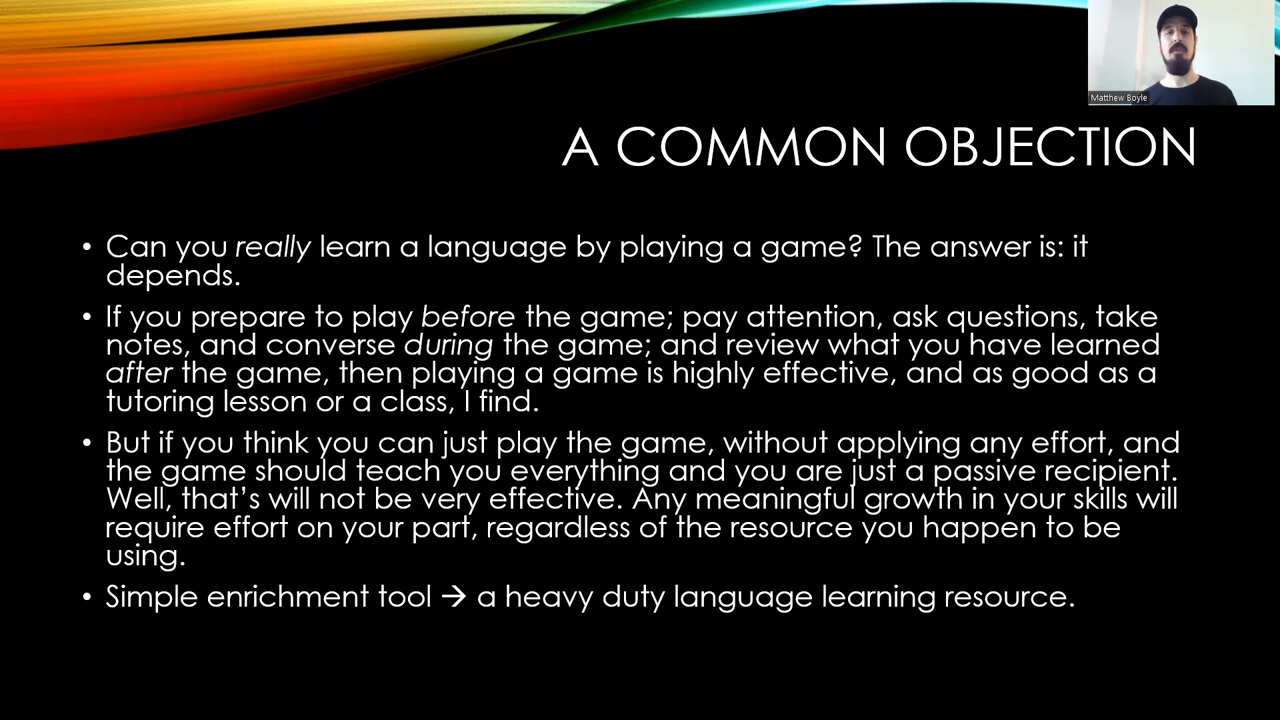 Matthew Boyle
A COMMON OBJECTION
• Can you really learn a language by playing a game? The answer is: it
depends.
• If you prepare to play before the game; pay attention, ask questions, take
notes, and converse during the game; and review what you have learned
after the game, then playing a game is highly effective, and as good as a
tutoring lesson or a class, I find.
• But if you think you can just play the game, without applying any effort, and
the game should teach you everything and you are just a passive recipient.
Well, that’s will not be very effective. Any meaningful growth in your skills will
require effort on your part, regardless of the resource you happen to be
using.
• Simple enrichment tool → a heavy duty language learning resource.